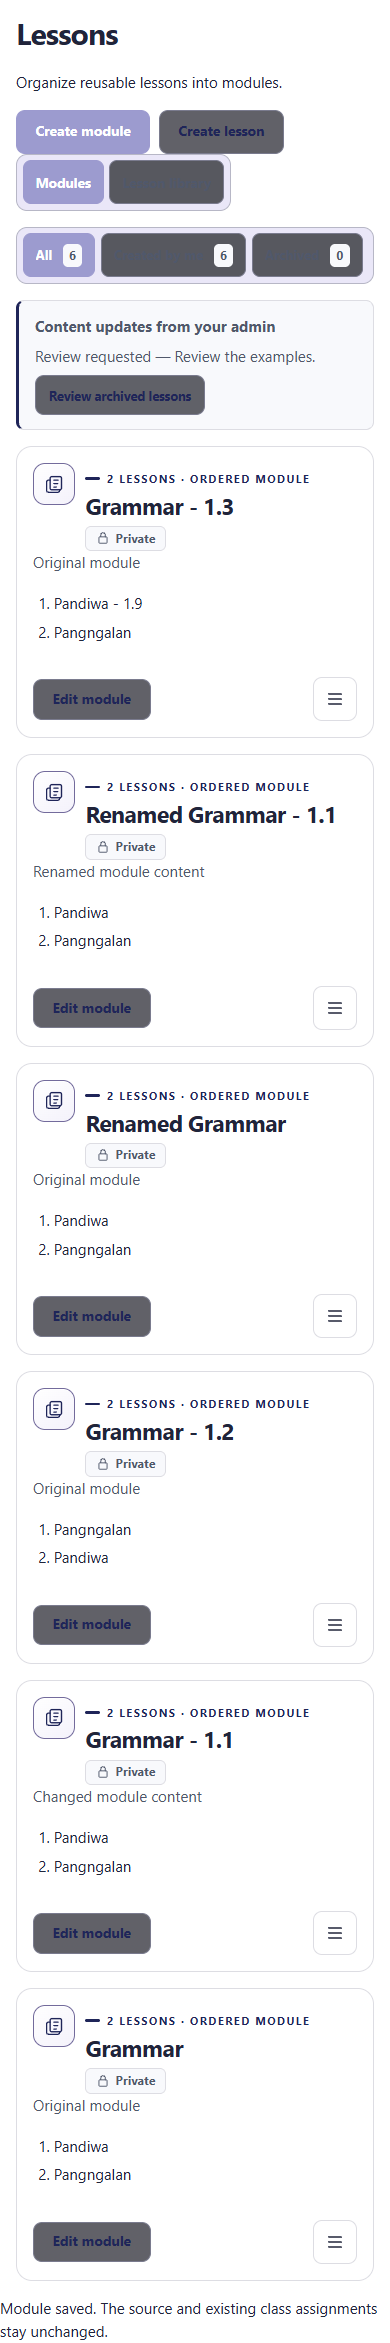 Lessons
Organize reusable lessons into modules.
Create module Create lesson
Modules
All 6 6 0
Content updates from your admin
Review requested — Review the examples.
Review archived lessons
2 LESSONS · ORDERED MODULE
Grammar - 1.3
Private
Original module
1. Pandiwa - 1.9
2. Pangngalan
Edit module
2 LESSONS · ORDERED MODULE
Renamed Grammar - 1.1
Private
Renamed module content
1. Pandiwa
2. Pangngalan
Edit module
2 LESSONS · ORDERED MODULE
Renamed Grammar
Private
Original module
1. Pandiwa
2. Pangngalan
Edit module
2 LESSONS · ORDERED MODULE
Grammar - 1.2
Private
Original module
1. Pangngalan
2. Pandiwa
Edit module
2 LESSONS · ORDERED MODULE
Grammar - 1.1
Private
Changed module content
1. Pandiwa
2. Pangngalan
Edit module
2 LESSONS · ORDERED MODULE
Grammar
Private
Original module
1. Pandiwa
2. Pangngalan
Edit module
Module saved. The source and existing class assignments
stay unchanged.